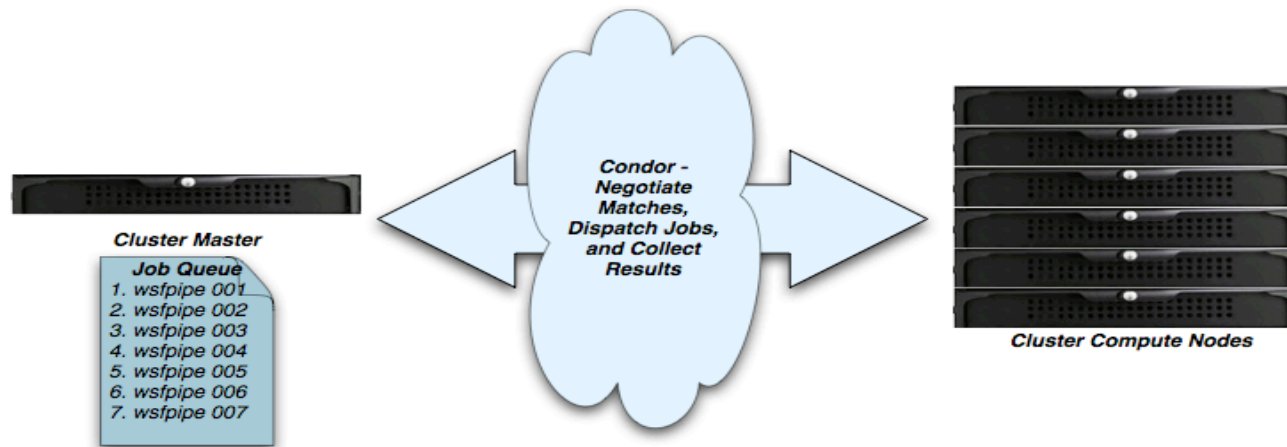 Condor -
Negotiate
Matches,
Dispatch Jobs,
and Collect
Results
Cluster Master
Job Queue
1. wsfpipe 001
2. wsfpipe 002
3. wsfpipe 003
4. wsfpipe 004
5. wsfpipe 005
6. wsfpipe 006
7. wsfpipe 007
Cluster Compute Nodes